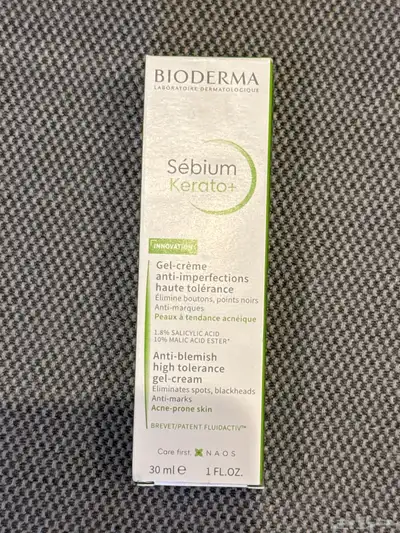 BIODERMA
LABORATOIRE DERMATOLOGIQUE
Sébium
Kerato+
INNOVATION
Gel-crème
anti-imperfections
haute tolérance
Élimine boutons, points noirs
Anti-marques
Peaux à tendance acnéique
1.8% SALICYLIC ACID
10% MALIC ACID ESTER*
Anti-blemish
high tolerance
gel-cream
Eliminates spots, blackheads
Anti-marks
Acne-prone skin
BREVET/PATENT FLUIDACTIV™
Care first. NAOS
30 ml e 1 FL.OZ.